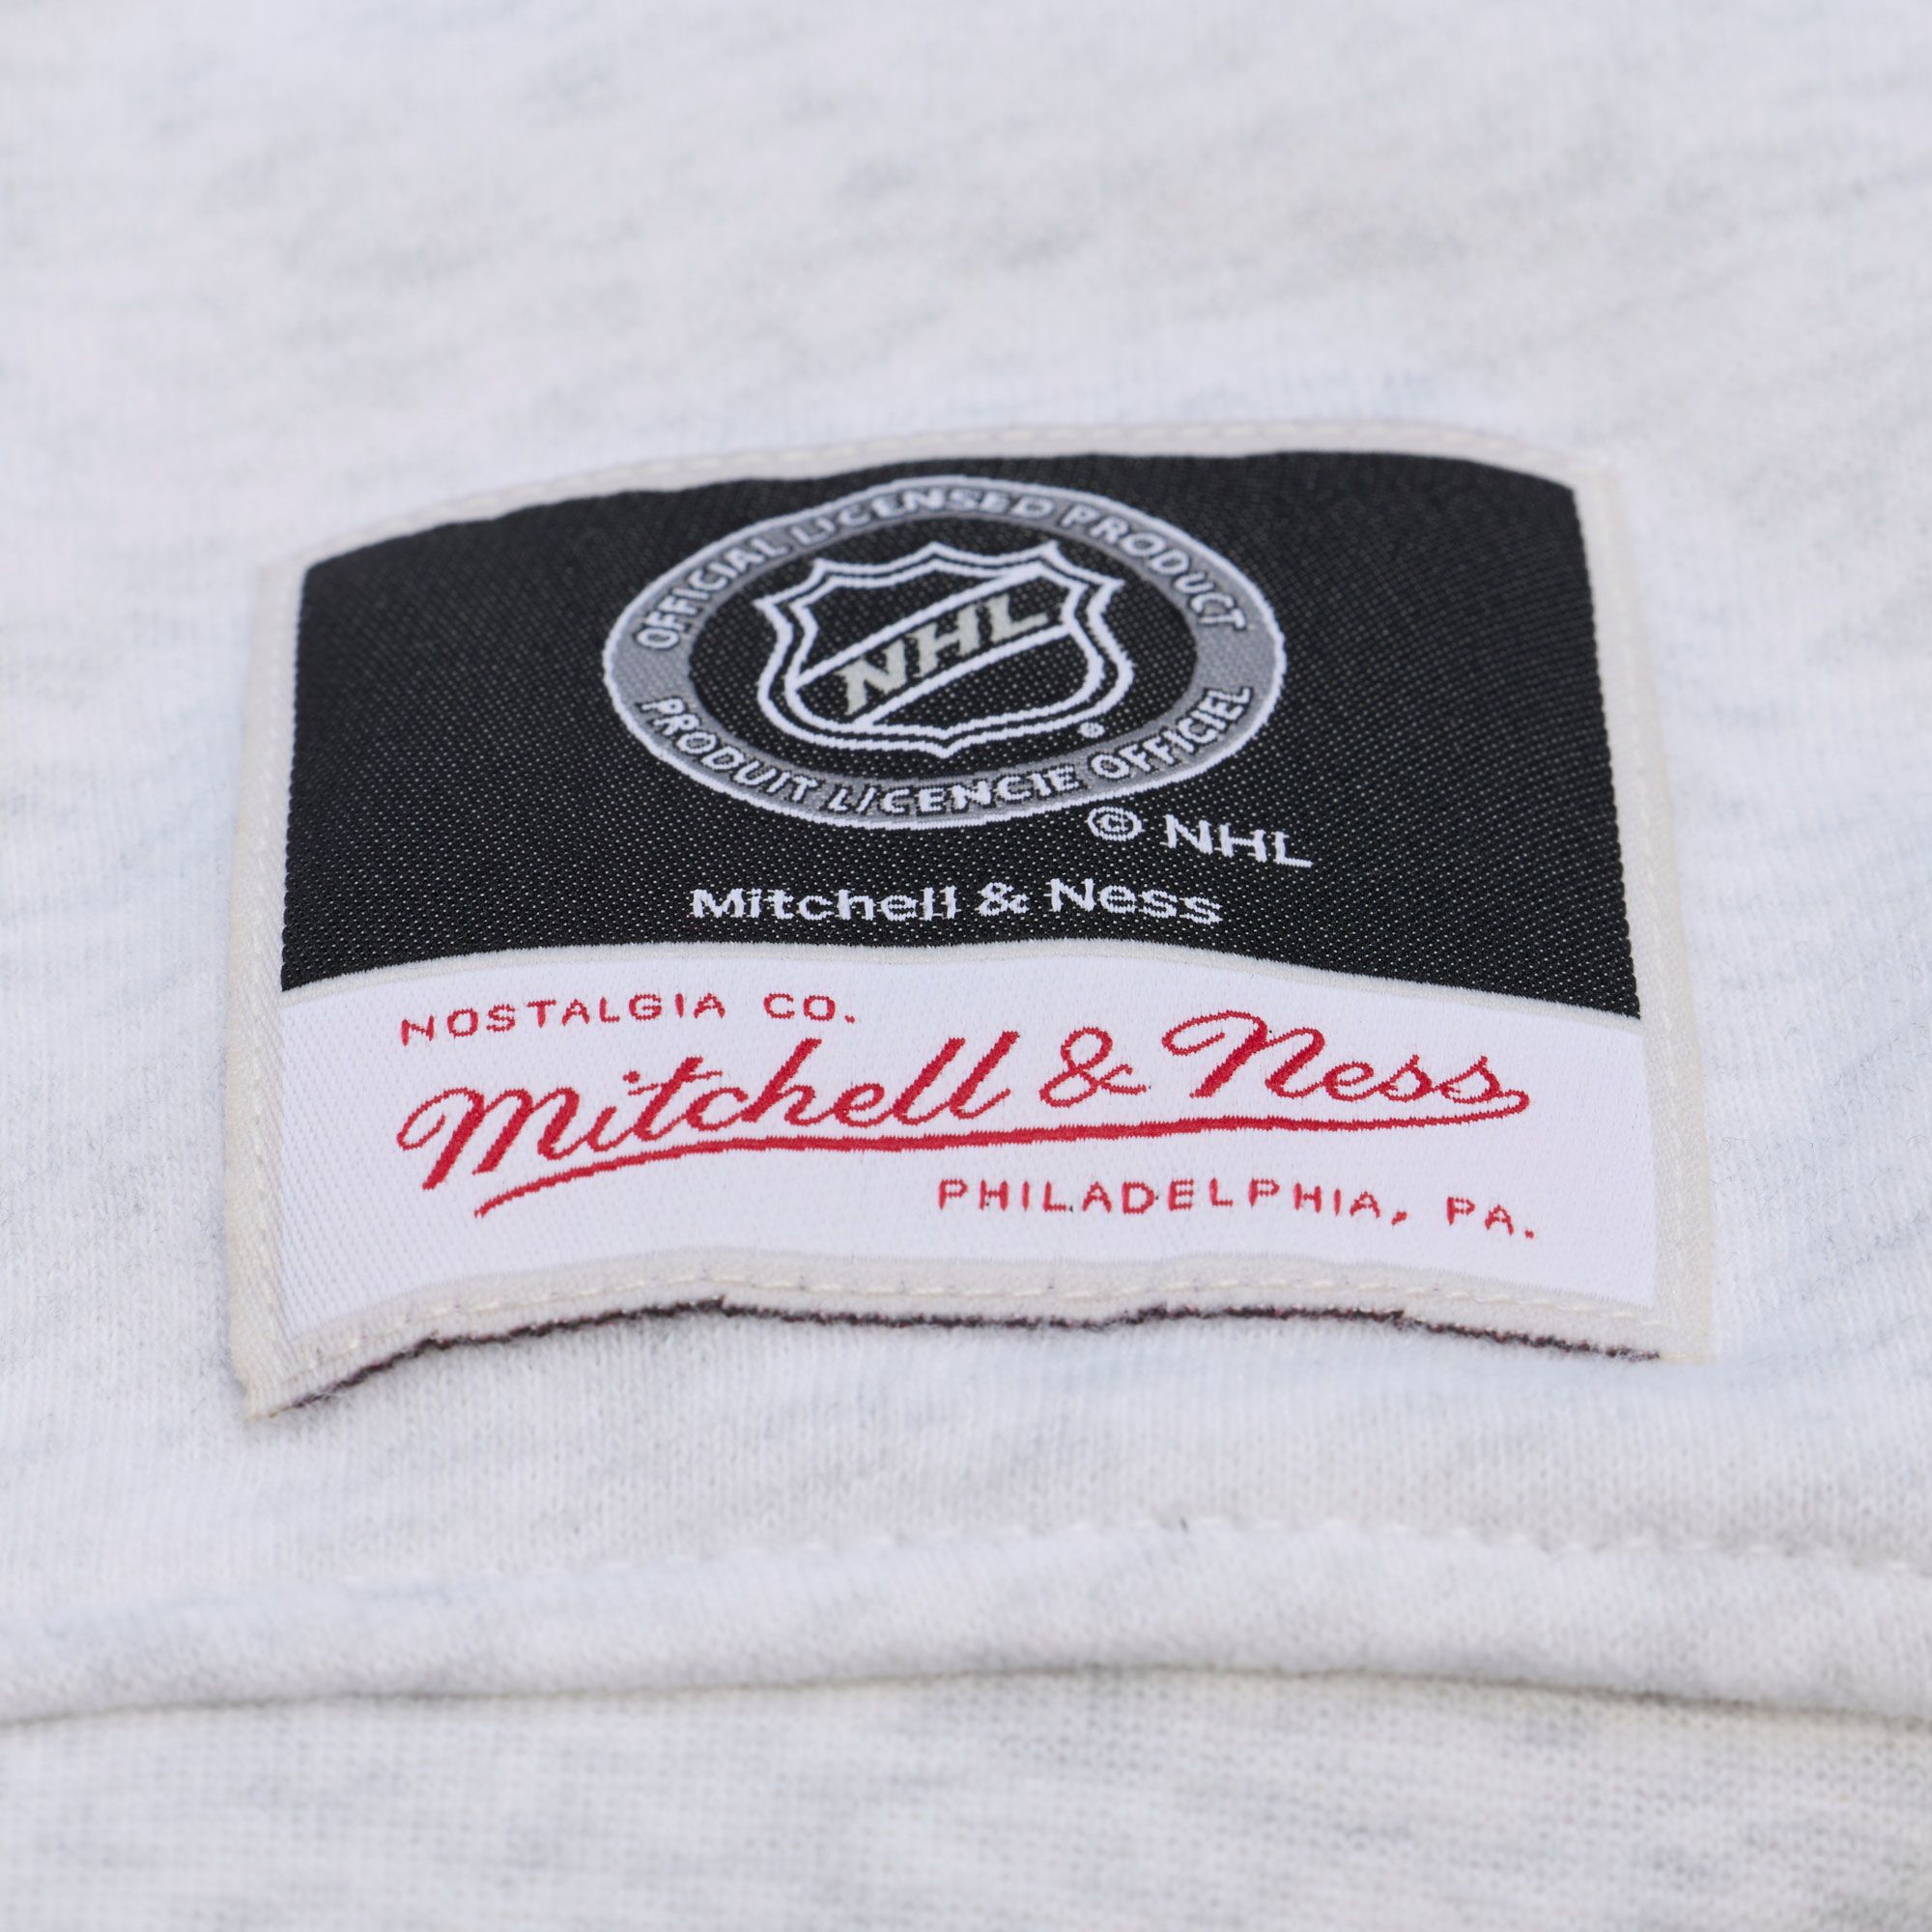 OFFICIAL LICENSED PRODUCT
NHL
®
PRODUIT LICENCIE OFFICIEL
© NHL
Mitchell & Ness
NOSTALGIA CO.
Mitchell & Ness
PHILADELPHIA, PA.